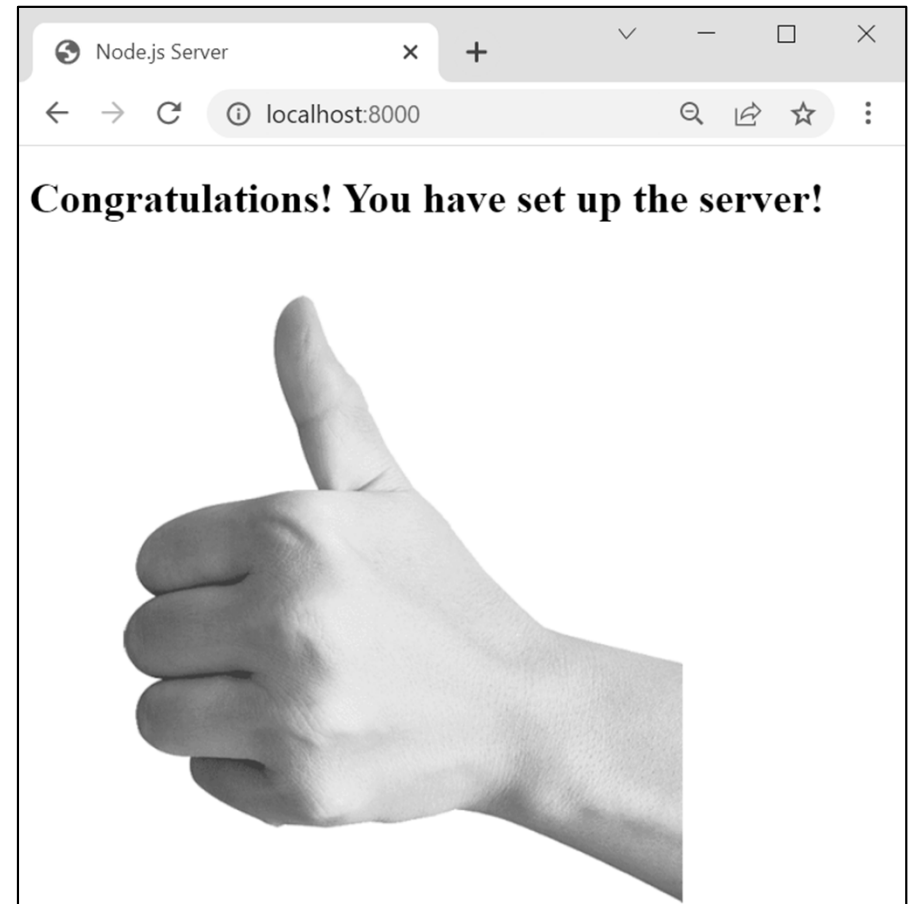 Node.js Server
localhost:8000
Congratulations! You have set up the server!